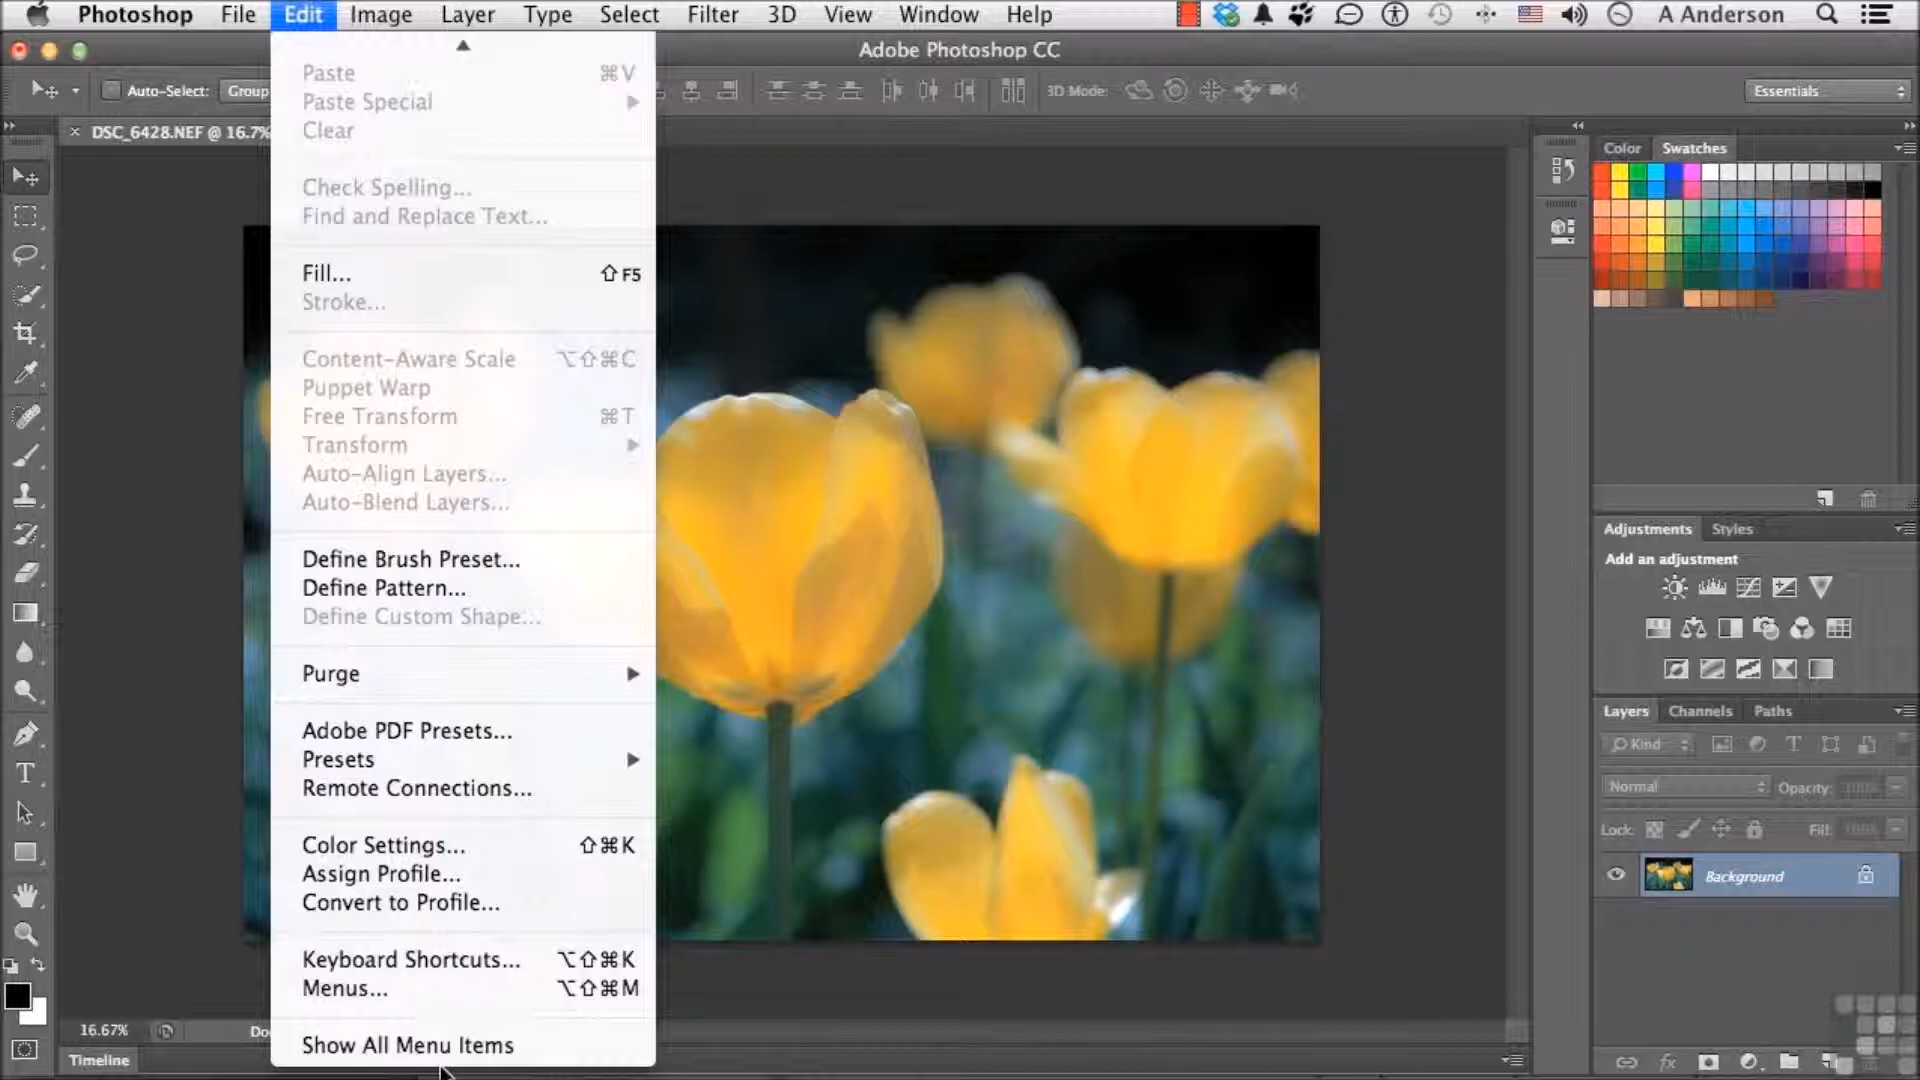 Photoshop File Edit Image Layer Type Select Filter 3D View Window Help A Anderson
Adobe Photoshop CC
Auto-Select: Group 3D Mode: Essentials
DSC_6428.NEF @ 16.7%
Paste ⌘V
Paste Special
Clear
Check Spelling...
Find and Replace Text...
Fill... ⇧F5
Stroke...
Content-Aware Scale ⌥⇧⌘C
Puppet Warp
Free Transform ⌘T
Transform
Auto-Align Layers...
Auto-Blend Layers...
Define Brush Preset...
Define Pattern...
Define Custom Shape...
Purge
Adobe PDF Presets...
Presets
Remote Connections...
Color Settings... ⇧⌘K
Assign Profile...
Convert to Profile...
Keyboard Shortcuts... ⌥⇧⌘K
Menus... ⌥⇧⌘M
Show All Menu Items
Color Swatches
Adjustments Styles
Add an adjustment
Layers Channels Paths
Kind
Normal Opacity: 100%
Lock: Fill: 100%
Background
fx
16.67% Do
Timeline